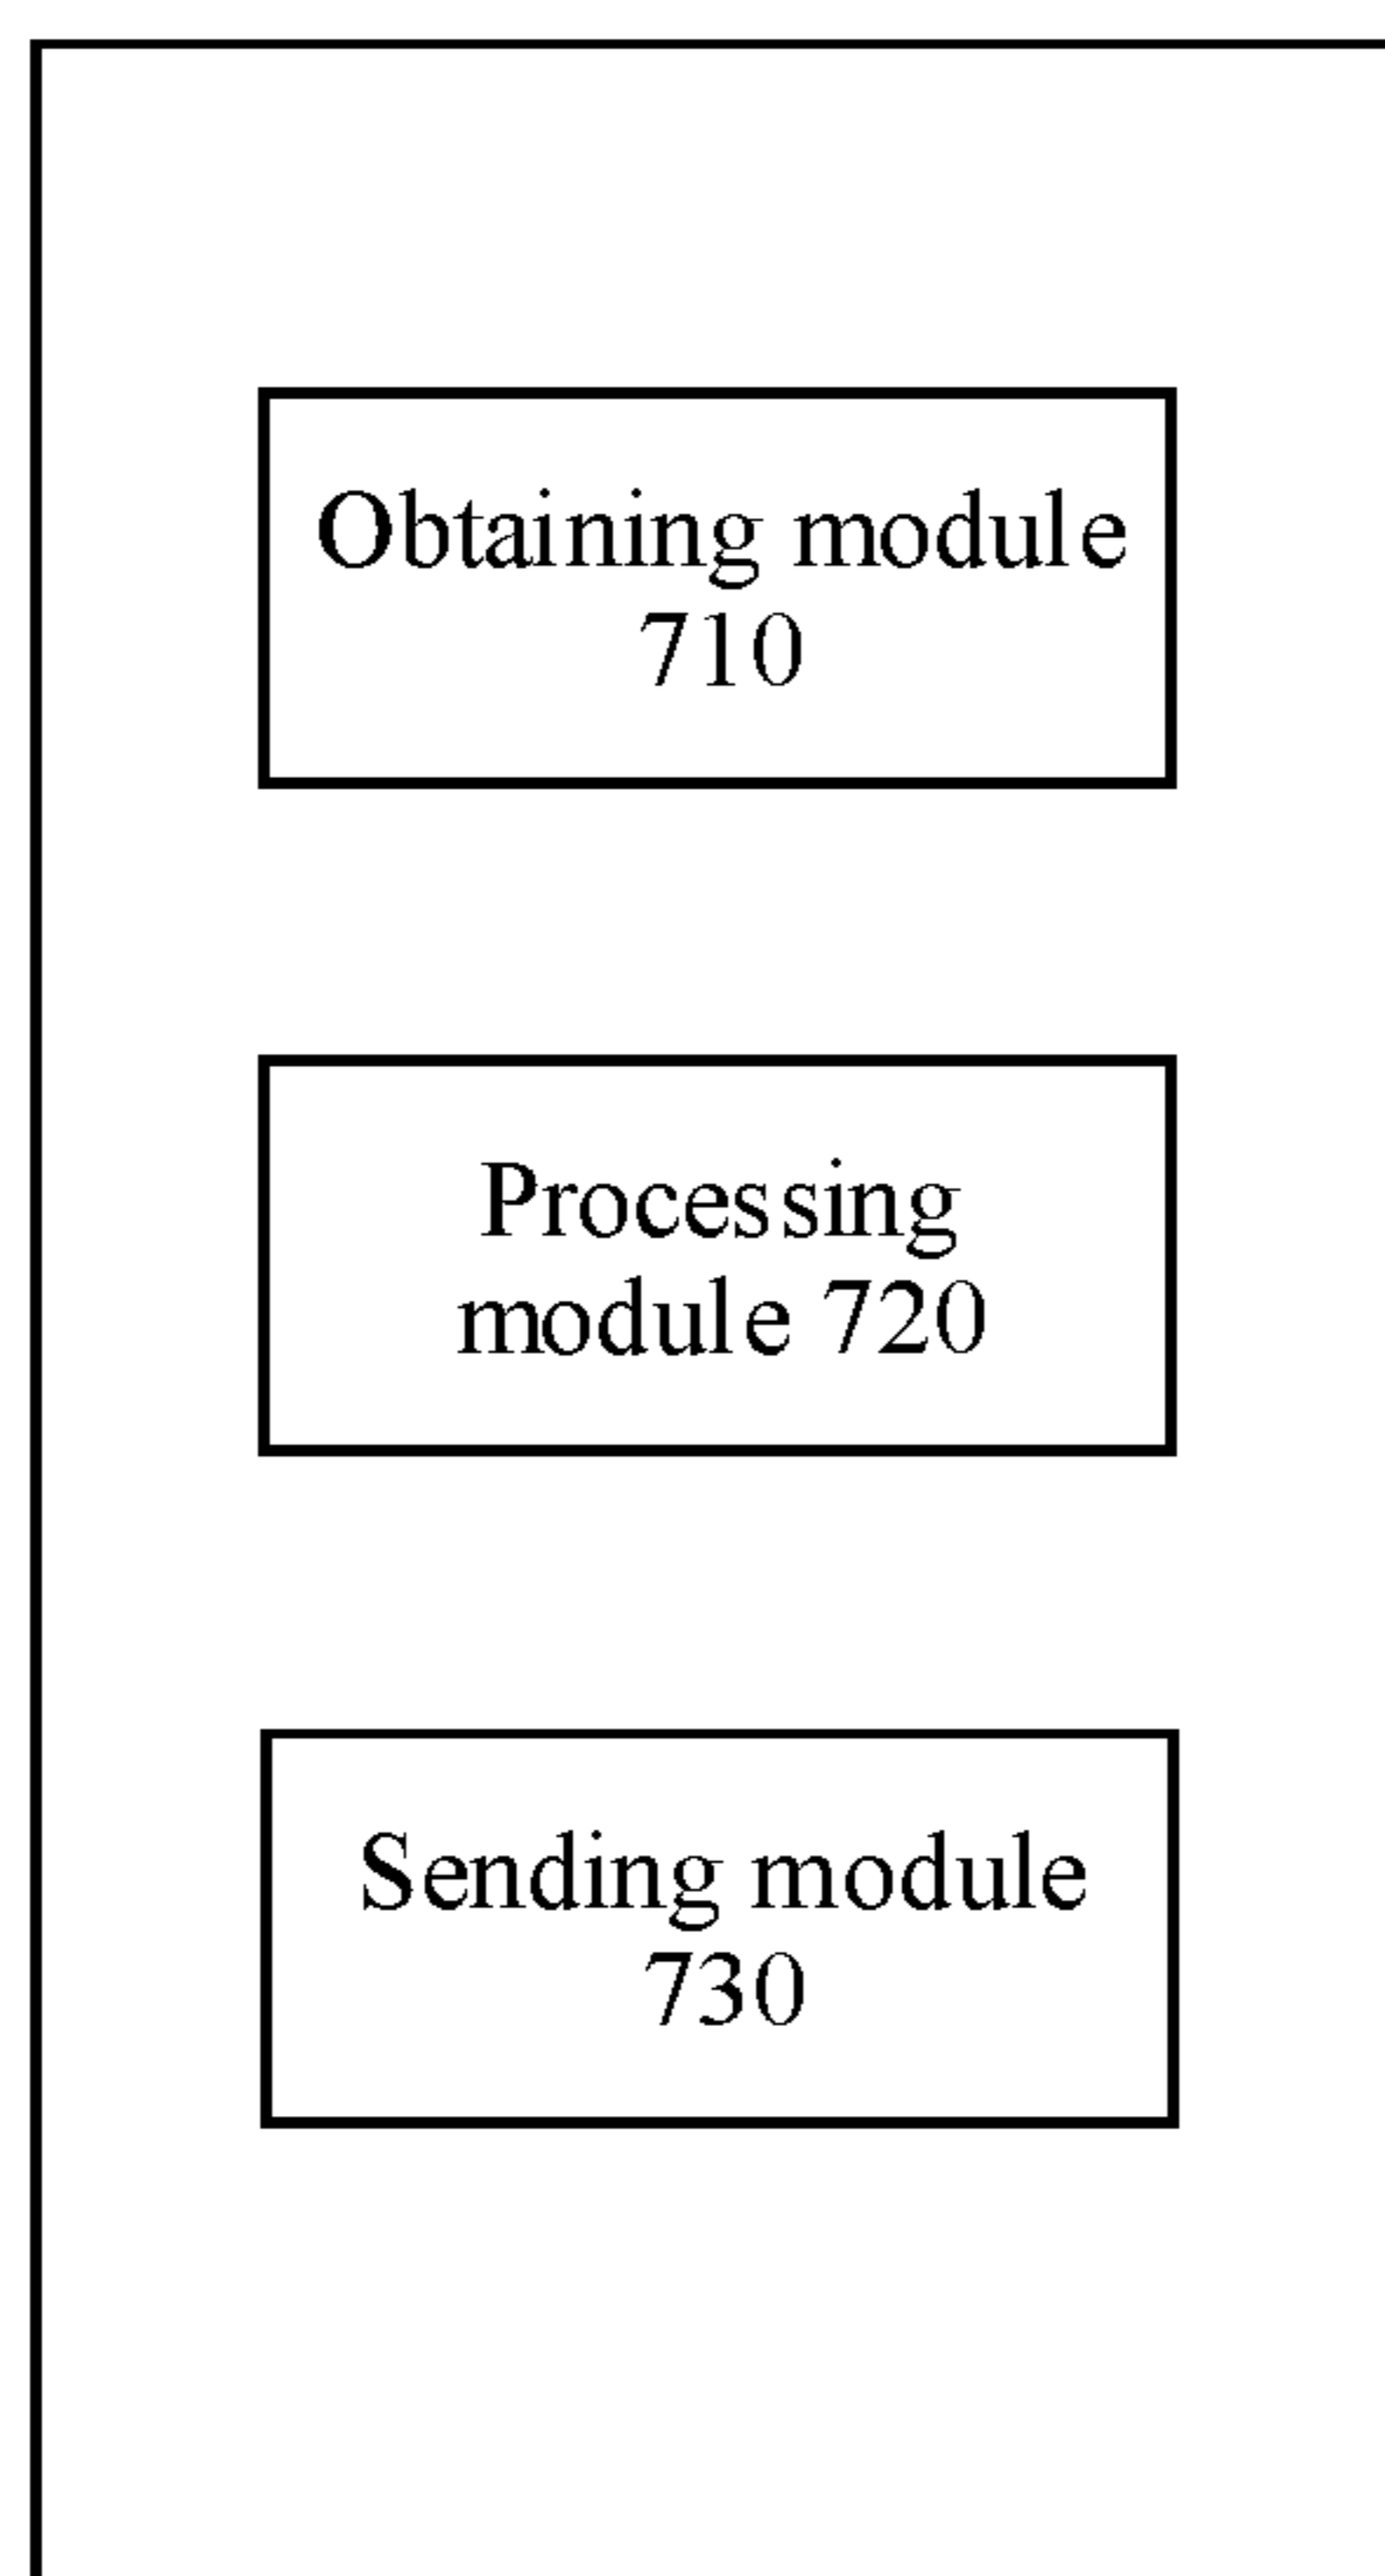 Obtaining module
710
Processing
module 720
Sending module
730